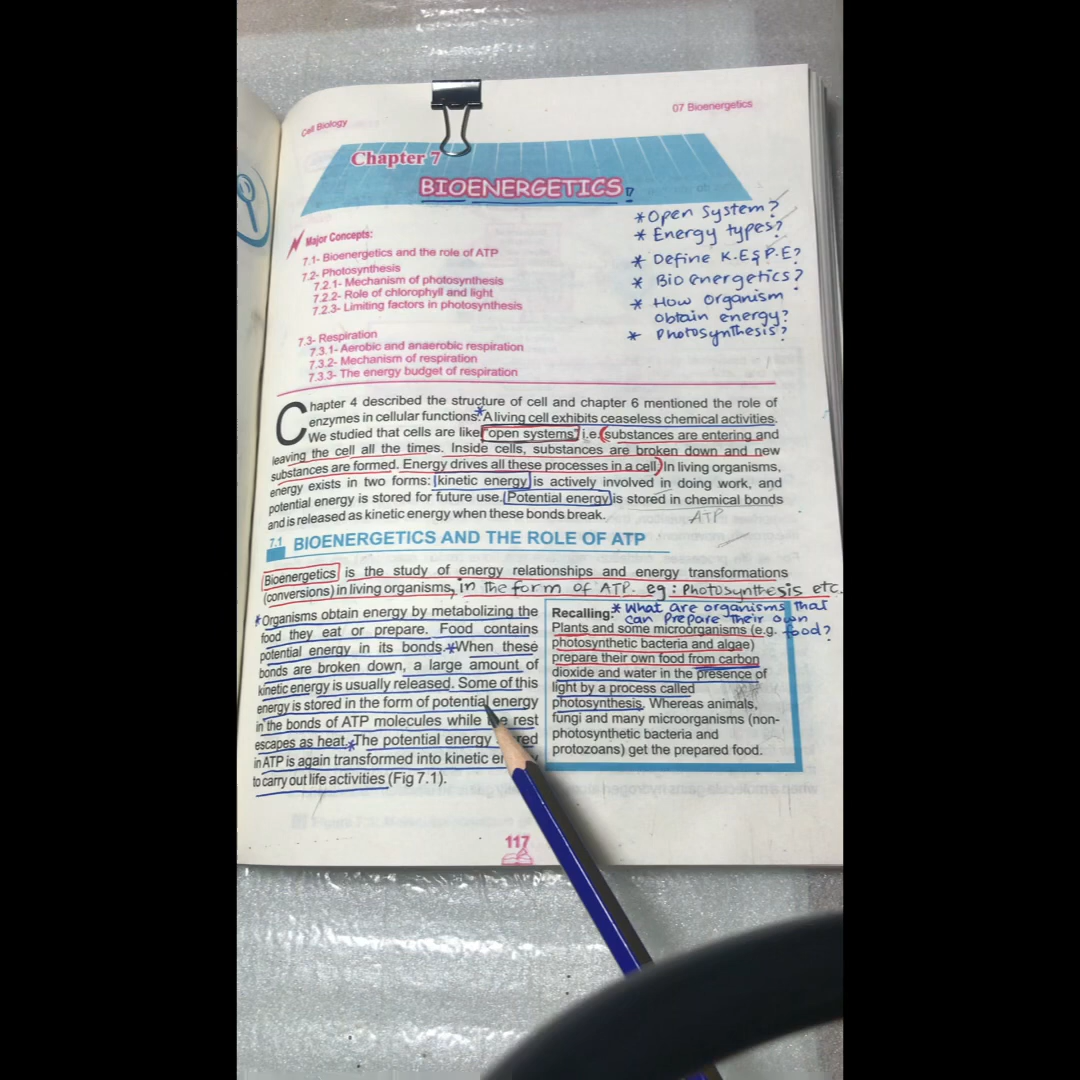 Cell Biology
07 Bioenergetics
Chapter 7
BIOENERGETICS
Major Concepts:
7.1- Bioenergetics and the role of ATP
7.2- Photosynthesis
7.2.1- Mechanism of photosynthesis
7.2.2- Role of chlorophyll and light
7.2.3- Limiting factors in photosynthesis
7.3- Respiration
7.3.1- Aerobic and anaerobic respiration
7.3.2- Mechanism of respiration
7.3.3- The energy budget of respiration
* Open System?
* Energy types?
* Define K.E & P.E?
* Bio energetics?
* How Organism
obtain energy?
* Photosynthesis?
Chapter 4 described the structure of cell and chapter 6 mentioned the role of
enzymes in cellular functions.* A living cell exhibits ceaseless chemical activities.
We studied that cells are like "open systems" i.e. (substances are entering and
leaving the cell all the times. Inside cells, substances are broken down and new
substances are formed. Energy drives all these processes in a cell.) In living organisms,
energy exists in two forms: kinetic energy is actively involved in doing work, and
potential energy is stored for future use. Potential energy is stored in chemical bonds
and is released as kinetic energy when these bonds break.
ATP
7.1 BIOENERGETICS AND THE ROLE OF ATP
Bioenergetics is the study of energy relationships and energy transformations
(conversions) in living organisms, in the form of ATP. eg: Photosynthesis etc.
* Organisms obtain energy by metabolizing the
food they eat or prepare. Food contains
potential energy in its bonds.* When these
bonds are broken down, a large amount of
kinetic energy is usually released. Some of this
energy is stored in the form of potential energy
in the bonds of ATP molecules while the rest
escapes as heat.* The potential energy
in ATP is again transformed into kinetic
to carry out life activities (Fig 7.1).
Recalling: * What are organisms that
can prepare their own
food?
Plants and some microorganisms (e.g.
photosynthetic bacteria and algae)
prepare their own food from carbon
dioxide and water in the presence of
light by a process called
photosynthesis. Whereas animals,
fungi and many microorganisms (non-
photosynthetic bacteria and
protozoans) get the prepared food.
117